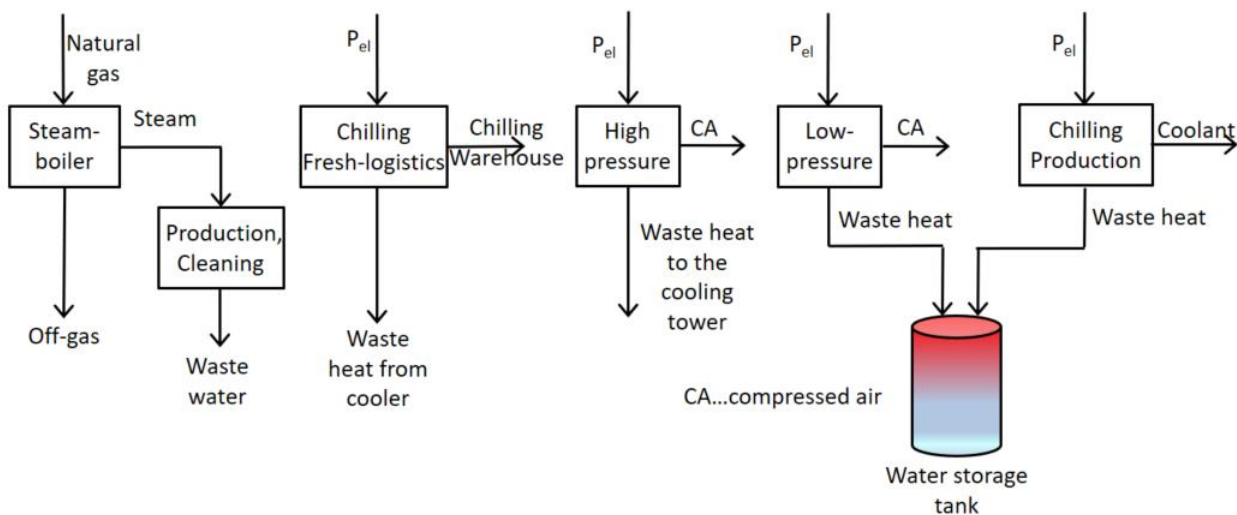 Natural
gas
Steam-
boiler
Steam
Production,
Cleaning
Off-gas
Waste
water
Pel
Chilling
Fresh-logistics
Chilling
Warehouse
Waste
heat from
cooler
Pel
High
pressure
CA
Waste heat
to the
cooling
tower
Pel
Low-
pressure
CA
Waste heat
Pel
Chilling
Production
Coolant
Waste heat
CA...compressed air
Water storage
tank